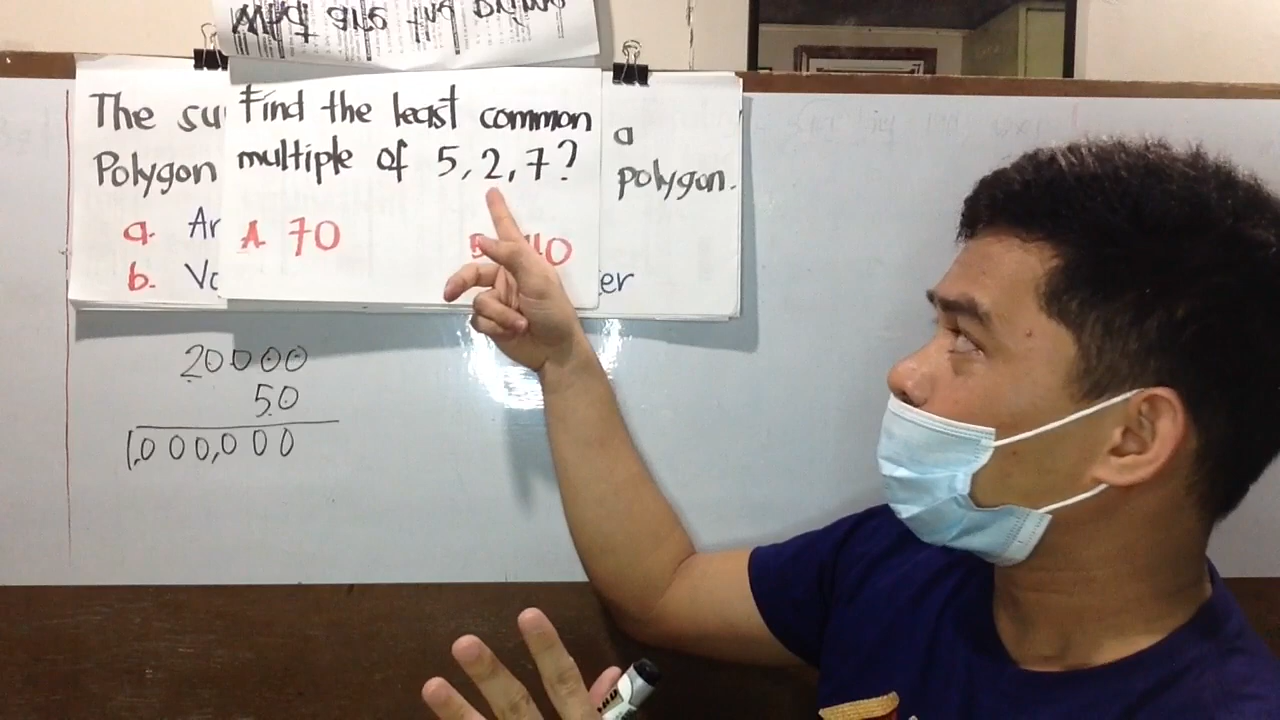 The su
Polygon
a. Ar
b. Vo
Find the least common
multiple of 5, 2, 7?
A. 70
a
polygon.
er
20000
50
1,000,000